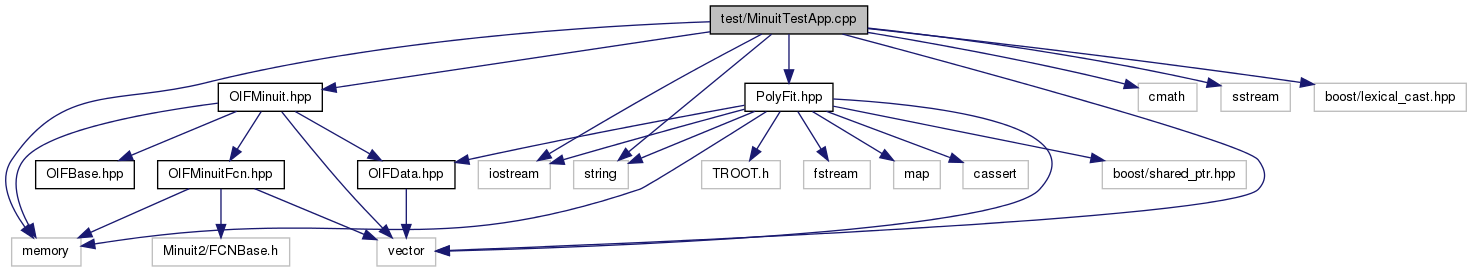 test/MinuitTestApp.cpp
OIFMinuit.hpp
PolyFit.hpp
cmath
sstream
boost/lexical_cast.hpp
OIFBase.hpp
OIFMinuitFcn.hpp
OIFData.hpp
iostream
string
TROOT.h
fstream
map
cassert
boost/shared_ptr.hpp
memory
Minuit2/FCNBase.h
vector